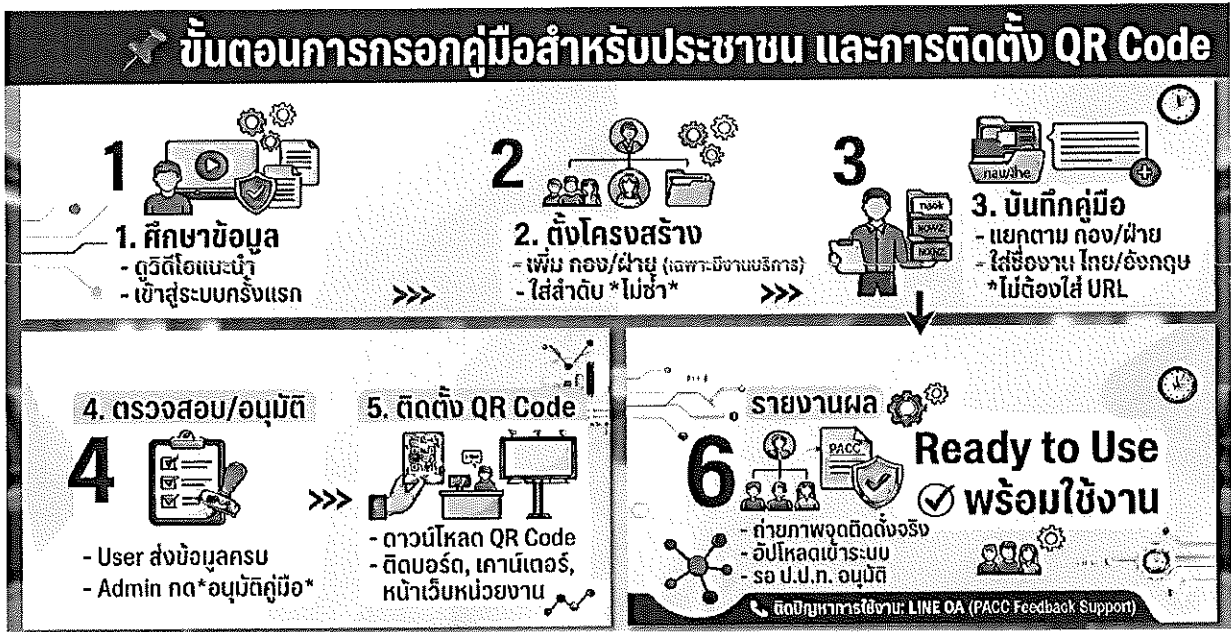 ขั้นตอนการกรอกคู่มือสำหรับประชาชน และการติดตั้ง QR Code
1
1. ศึกษาข้อมูล
- ดูวิดีโอแนะนำ
- เข้าสู่ระบบครั้งแรก
>>>
2
2. ตั้งโครงสร้าง
- เพิ่ม กอง/ฝ่าย (เฉพาะมีงานบริการ)
- ใส่ลำดับ *ไม่ซ้ำ*
>>>
3
3. บันทึกคู่มือ
- แยกตาม กอง/ฝ่าย
- ใส่ชื่องาน ไทย/อังกฤษ
*ไม่ต้องใส่ URL
4. ตรวจสอบ/อนุมัติ
4
- User ส่งข้อมูลครบ
- Admin กด*อนุมัติคู่มือ*
>>>
5. ติดตั้ง QR Code
- ดาวน์โหลด QR Code
- ติดบอร์ด, เคาน์เตอร์,
หน้าเว็บหน่วยงาน
รายงานผล
6
PACC
- ถ่ายภาพจุดติดตั้งจริง
- อัปโหลดเข้าระบบ
- รอ ป.ป.ท. อนุมัติ
Ready to Use
พร้อมใช้งาน
ติดปัญหาการใช้งาน: LINE OA (PACC Feedback Support)